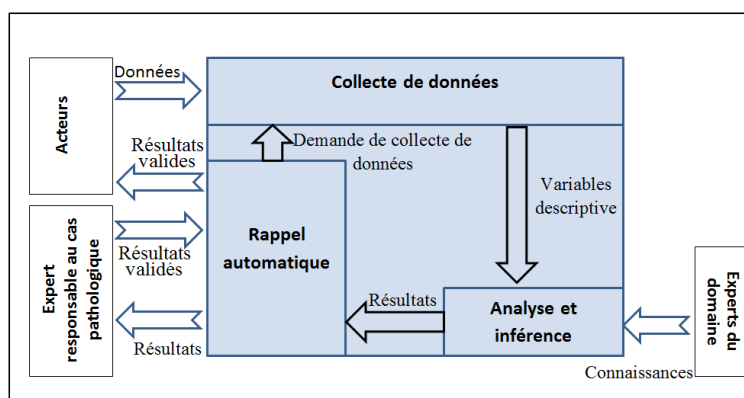 Données
Collecte de données
Acteurs
Résultats
valides
Demande de collecte de
données
Variables
descriptive
Expert
responsable au cas
pathologique
Résultats
validés
Rappel
automatique
Résultats
Analyse et
inférence
Experts du
domaine
Résultats
Connaissances